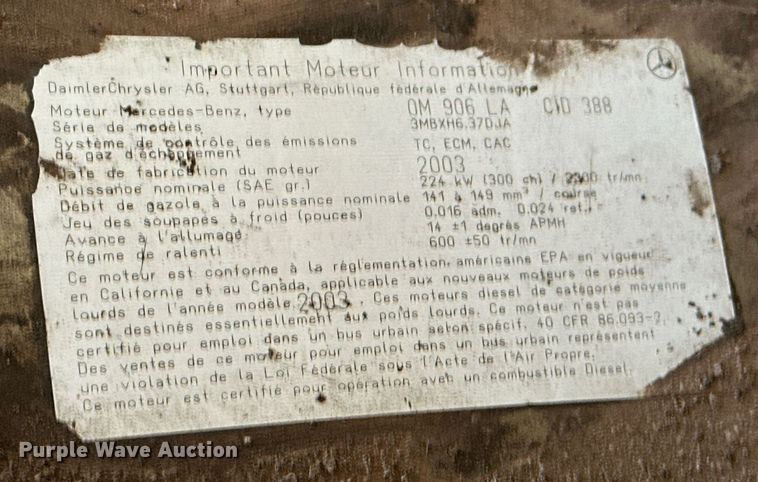 Important Moteur Information
DaimlerChrysler AG, Stuttgart, République fédérale d'Allemagne
Moteur Mercedes-Benz, type OM 906 LA CID 388
Série de modèles 3MBXH6.37DJA
Système de contrôle des émissions TC, ECM, CAC
de gaz d'échappement
Date de fabrication du moteur 2003
Puissance nominale (SAE gr.) 224 kW (300 ch) / 2300 tr/mn
Débit de gazole à la puissance nominale 141 à 149 mm³ / course
Jeu des soupapes à froid (pouces) 0.016 adm. 0.024 ref.
Avance à l'allumage 14 ±1 degrés APMH
Régime de ralenti 600 ±50 tr/mn
Ce moteur est conforme à la réglementation américaine EPA en vigueur
en Californie et au Canada, applicable aux nouveaux moteurs de poids
lourds de l'année modèle 2003. Ces moteurs diesel de catégorie moyenne
sont destinés essentiellement aux poids lourds. Ce moteur n'est pas
certifié pour emploi dans un bus urbain selon spécif. 40 CFR 86.093-2.
Des ventes de ce moteur pour emploi dans un bus urbain représentent
une violation de la Loi Fédérale sous l'Acte de l'Air Propre.
Ce moteur est certifié pour opération avec un combustible Diesel.
Purple Wave Auction